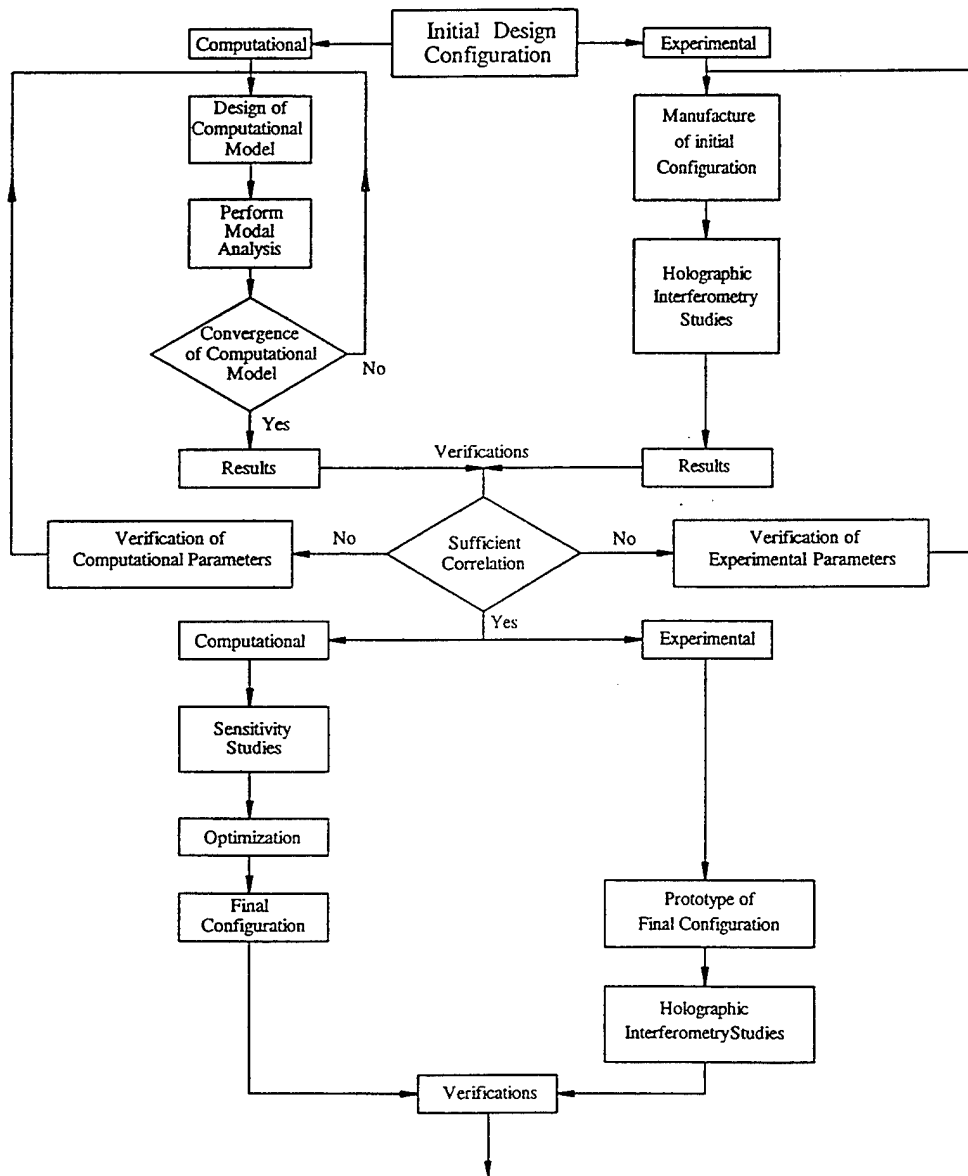 Initial Design
Configuration
Computational
Experimental
Design of
Computational
Model
Manufacture
of initial
Configuration
Perform
Modal
Analysis
Holographic
Interferometry
Studies
Convergence
of Computational
Model
No
Yes
Results
Verifications
Results
Verification of
Computational Parameters
No
Sufficient
Correlation
No
Verification of
Experimental Parameters
Yes
Computational
Experimental
Sensitivity
Studies
Optimization
Final
Configuration
Prototype of
Final Configuration
Holographic
InterferometryStudies
Verifications